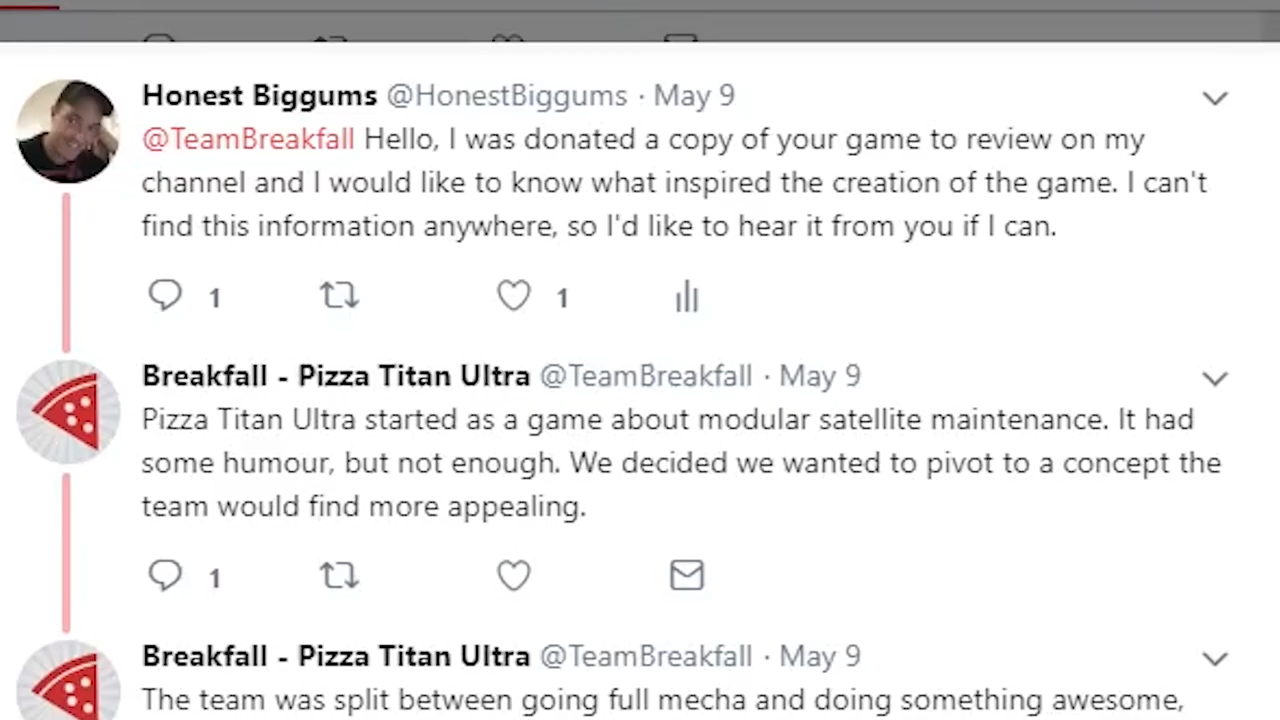 Honest Biggums @HonestBiggums · May 9
@TeamBreakfall Hello, I was donated a copy of your game to review on my
channel and I would like to know what inspired the creation of the game. I can't
find this information anywhere, so I'd like to hear it from you if I can.
1 1
Breakfall - Pizza Titan Ultra @TeamBreakfall · May 9
Pizza Titan Ultra started as a game about modular satellite maintenance. It had
some humour, but not enough. We decided we wanted to pivot to a concept the
team would find more appealing.
1
Breakfall - Pizza Titan Ultra @TeamBreakfall · May 9
The team was split between going full mecha and doing something awesome,